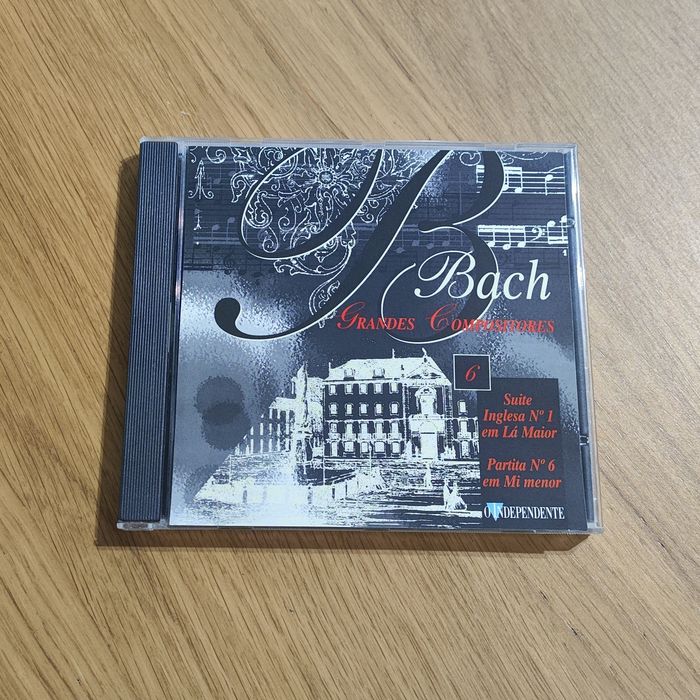 B
Bach
GRANDES COMPOSITORES
6
Suite
Inglesa Nº 1
em Lá Maior
Partita Nº 6
em Mi menor
O INDEPENDENTE